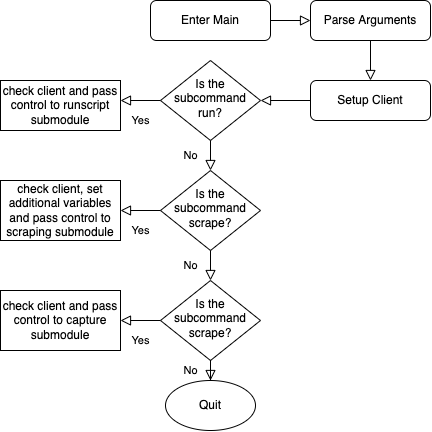 Enter Main
Parse Arguments
Setup Client
Is the
subcommand
run?
check client and pass
control to runscript
submodule
Yes
No
Is the
subcommand
scrape?
check client, set
additional variables
and pass control to
scraping submodule
Yes
No
Is the
subcommand
scrape?
check client and pass
control to capture
submodule
Yes
No
Quit